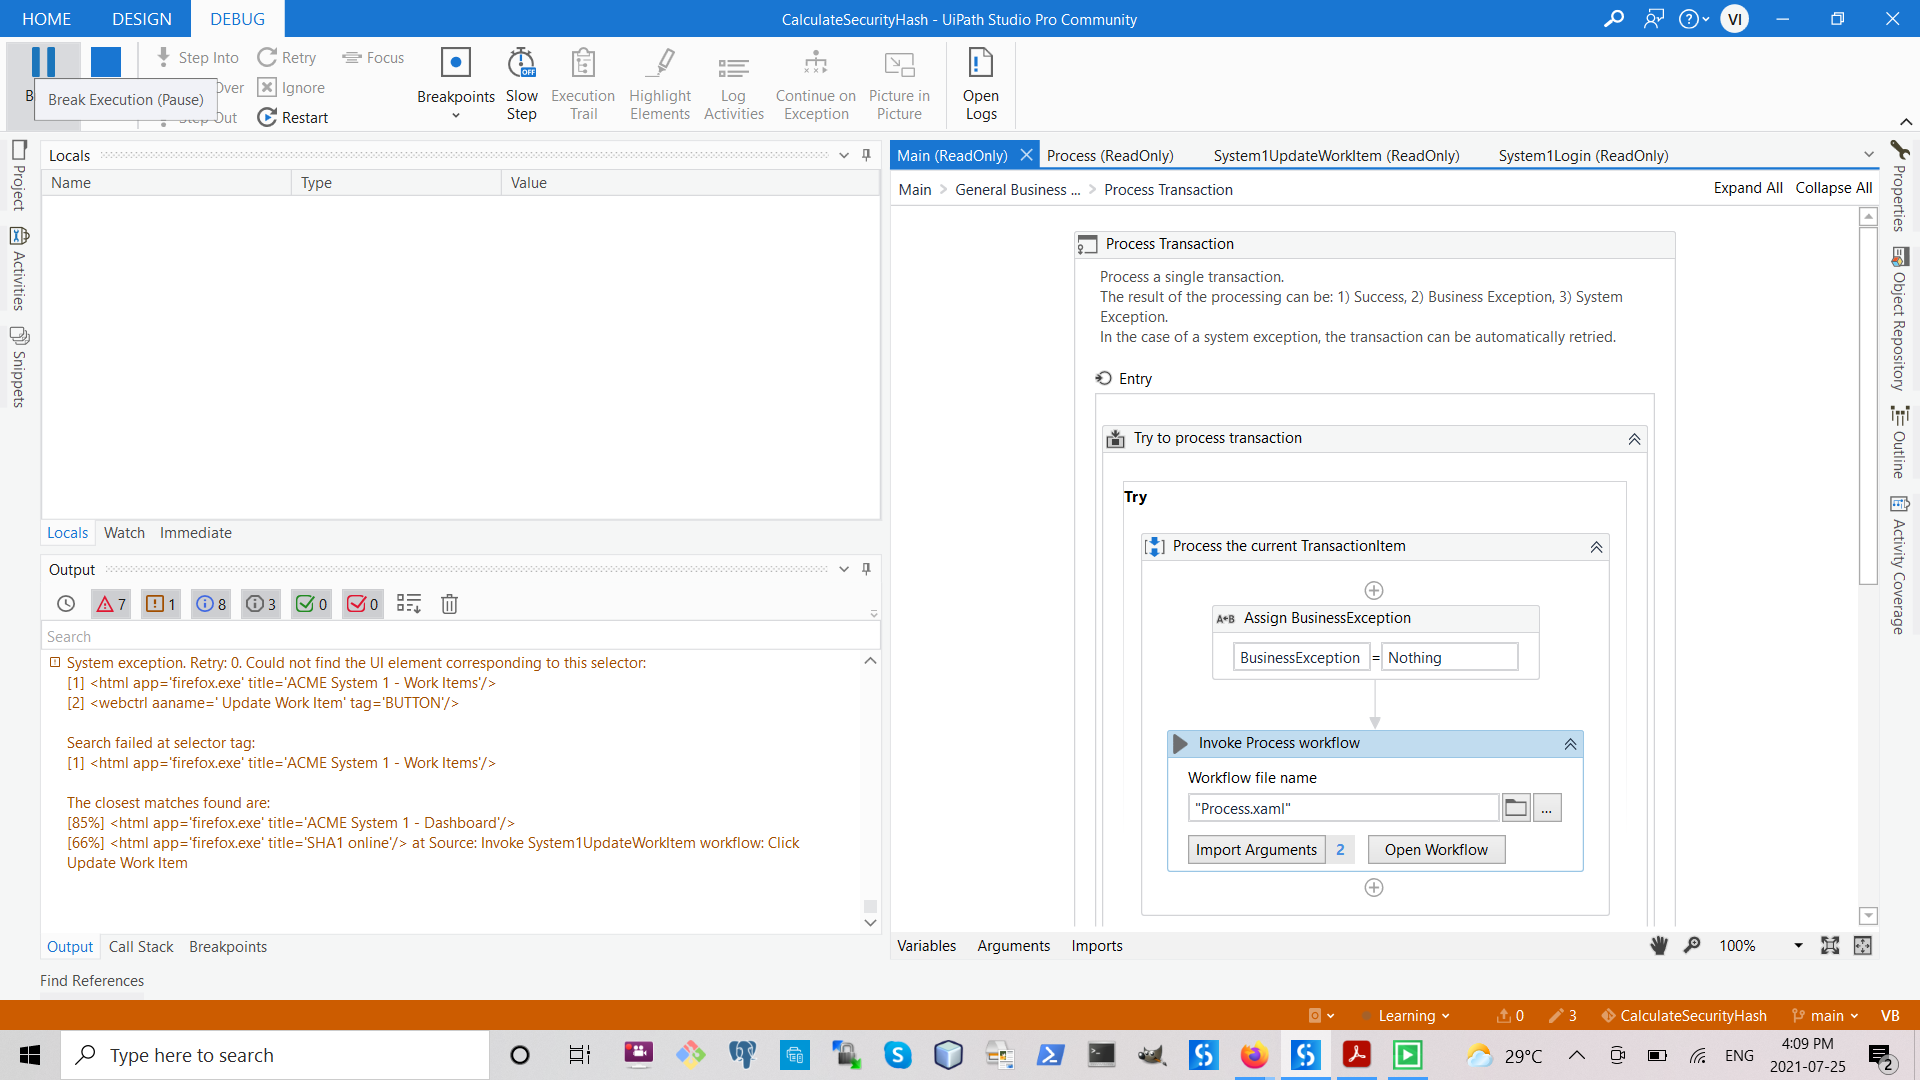 HOME DESIGN DEBUG CalculateSecurityHash - UiPath Studio Pro Community VI
Step Into Retry Focus
Break Execution (Pause) Over Ignore
Step Out Restart
Breakpoints Slow Step Execution Trail Highlight Elements Log Activities Continue on Exception Picture in Picture Open Logs
OFF
Project
Activities
Snippets
Locals
Name Type Value
Locals Watch Immediate
Output
7 1 8 3 0 0
Search
System exception. Retry: 0. Could not find the UI element corresponding to this selector:
[1] <html app='firefox.exe' title='ACME System 1 - Work Items'/>
[2] <webctrl aaname=' Update Work Item' tag='BUTTON'/>
Search failed at selector tag:
[1] <html app='firefox.exe' title='ACME System 1 - Work Items'/>
The closest matches found are:
[85%] <html app='firefox.exe' title='ACME System 1 - Dashboard'/>
[66%] <html app='firefox.exe' title='SHA1 online'/> at Source: Invoke System1UpdateWorkItem workflow: Click
Update Work Item
Output Call Stack Breakpoints
Find References
Main (ReadOnly) Process (ReadOnly) System1UpdateWorkItem (ReadOnly) System1Login (ReadOnly)
Main > General Business ... > Process Transaction Expand All Collapse All
Process Transaction
Process a single transaction.
The result of the processing can be: 1) Success, 2) Business Exception, 3) System
Exception.
In the case of a system exception, the transaction can be automatically retried.
Entry
Try to process transaction
Try
Process the current TransactionItem
A+B Assign BusinessException
BusinessException = Nothing
Invoke Process workflow
Workflow file name
"Process.xaml" ...
Import Arguments 2 Open Workflow
Variables Arguments Imports 100%
Properties
Object Repository
Outline
Activity Coverage
Learning 0 3 CalculateSecurityHash main VB
Type here to search 29°C ENG 4:09 PM
2021-07-25 2